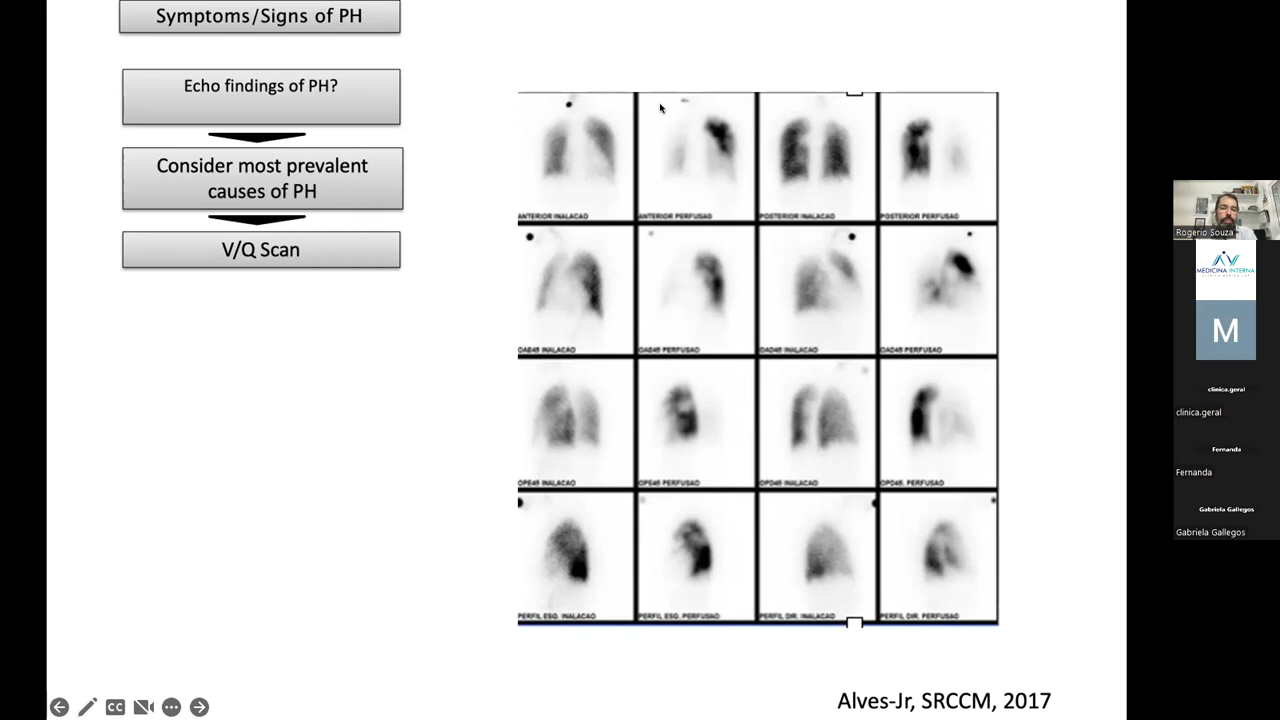 Symptoms/Signs of PH
Echo findings of PH?
Consider most prevalent
causes of PH
V/Q Scan
ANTERIOR INALACAO
ANTERIOR PERFUSAO
POSTERIOR INALACAO
POSTERIOR PERFUSAO
OAE45 INALACAO
OAE45 PERFUSAO
OAD45 INALACAO
OAD45 PERFUSAO
OPE45 INALACAO
OPE45 PERFUSAO
OPD45 INALACAO
OPD45. PERFUSAO
PERFIL ESQ. INALACAO
PERFIL ESQ. PERFUSAO
PERFIL DIR. INALACAO
PERFIL DIR. PERFUSAO
Alves-Jr, SRCCM, 2017
CC
Rogerio Souza
MEDICINA INTERNA
M
clinica.geral
clinica.geral
Fernanda
Fernanda
Gabriela Gallegos
Gabriela Gallegos